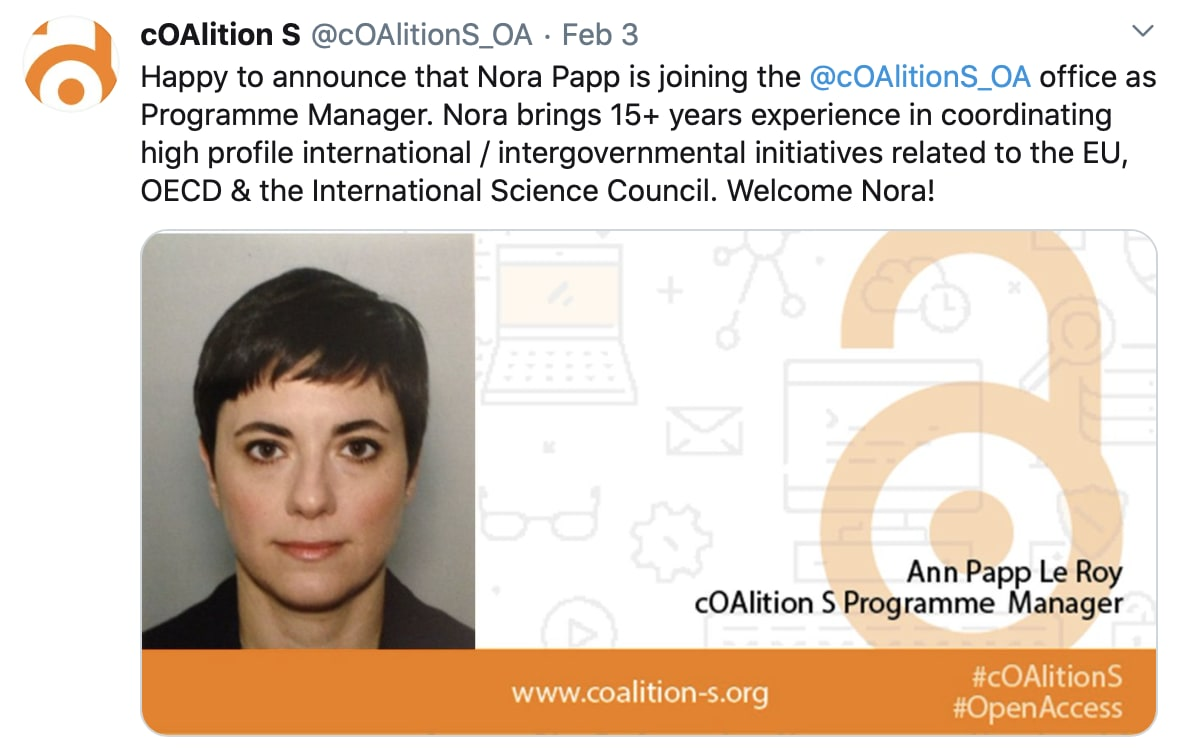 cOAlition S @cOAlitionS_OA · Feb 3
Happy to announce that Nora Papp is joining the @cOAlitionS_OA office as
Programme Manager. Nora brings 15+ years experience in coordinating
high profile international / intergovernmental initiatives related to the EU,
OECD & the International Science Council. Welcome Nora!
Ann Papp Le Roy
cOAlition S Programme Manager
www.coalition-s.org
#cOAlitionS
#OpenAccess